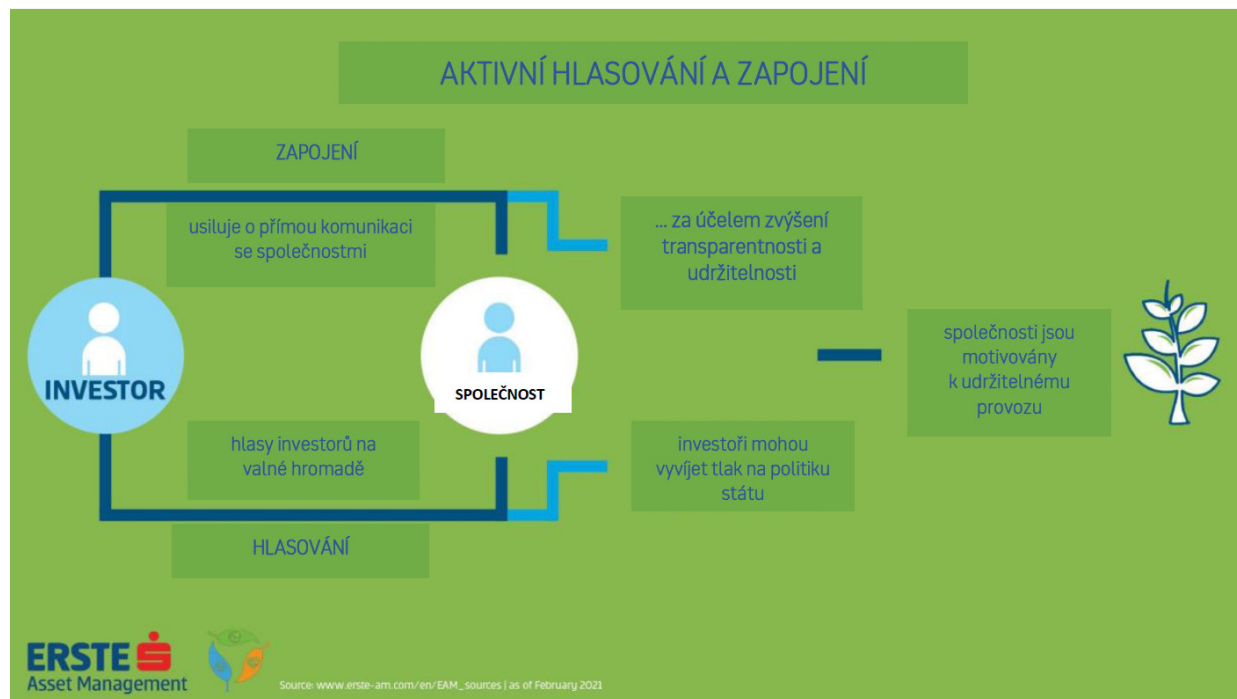 AKTIVNÍ HLASOVÁNÍ A ZAPOJENÍ
ZAPOJENÍ
usiluje o přímou komunikaci
se společnostmi
... za účelem zvýšení
transparentnosti a
udržitelnosti
INVESTOR
SPOLEČNOST
společnosti jsou
motivovány
k udržitelnému
provozu
hlasy investorů na
valné hromadě
investoři mohou
vyvíjet tlak na politiku
státu
HLASOVÁNÍ
ERSTE
Asset Management
Source: www.erste-am.com/en/EAM_sources | as of February 2021